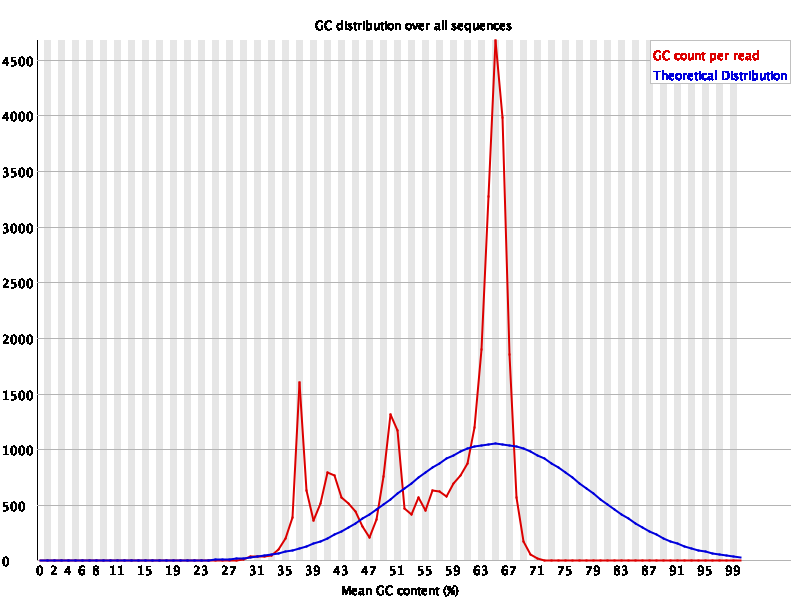 GC distribution over all sequences
GC count per read
Theoretical Distribution
4500
4000
3500
3000
2500
2000
1500
1000
500
0
0 2 4 6 8 11 15 19 23 27 31 35 39 43 47 51 55 59 63 67 71 75 79 83 87 91 95 99
Mean GC content (%)